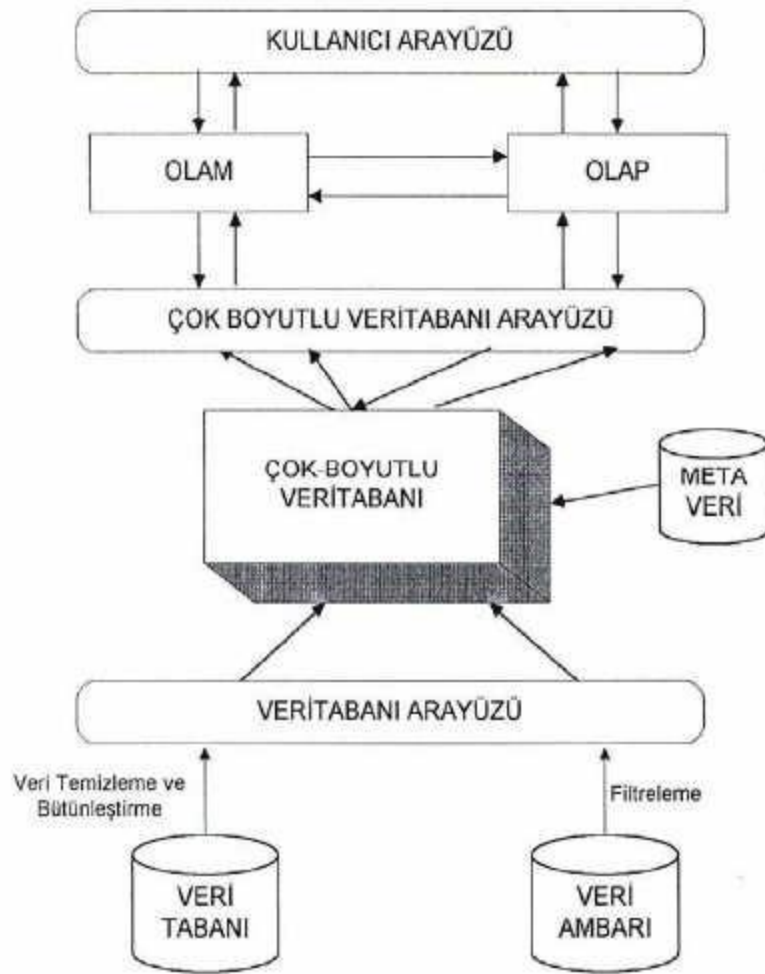 KULLANICI ARAYÜZÜ
OLAM
OLAP
ÇOK BOYUTLU VERİTABANI ARAYÜZÜ
ÇOK-BOYUTLU
VERİTABANI
META
VERİ
VERİTABANI ARAYÜZÜ
Veri Temizleme ve
Bütünleştirme
Filtreleme
VERİ
TABANI
VERİ
AMBARI